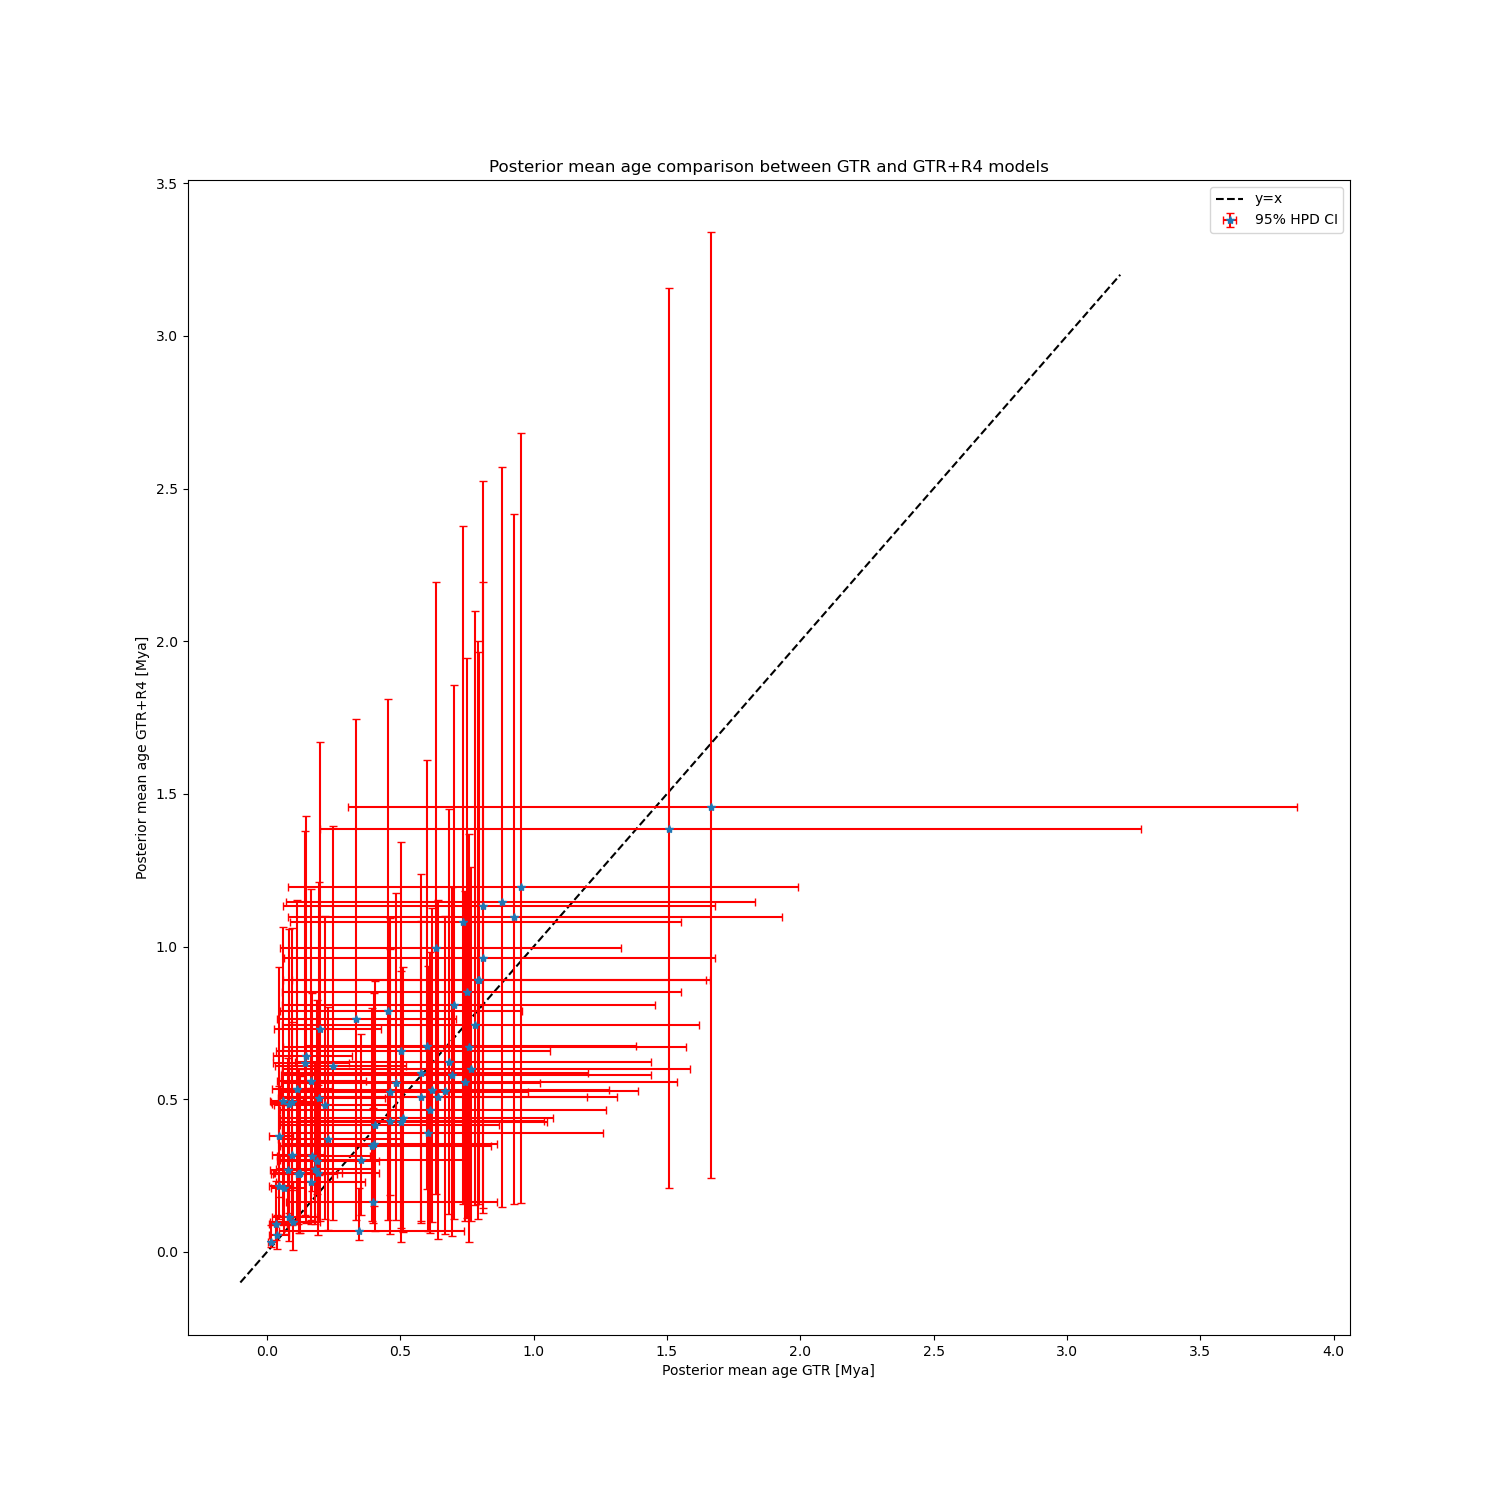 Posterior mean age comparison between GTR and GTR+R4 models
y=x
95% HPD CI
3.5
3.0
2.5
2.0
1.5
1.0
0.5
0.0
Posterior mean age GTR+R4 [Mya]
0.0 0.5 1.0 1.5 2.0 2.5 3.0 3.5 4.0
Posterior mean age GTR [Mya]